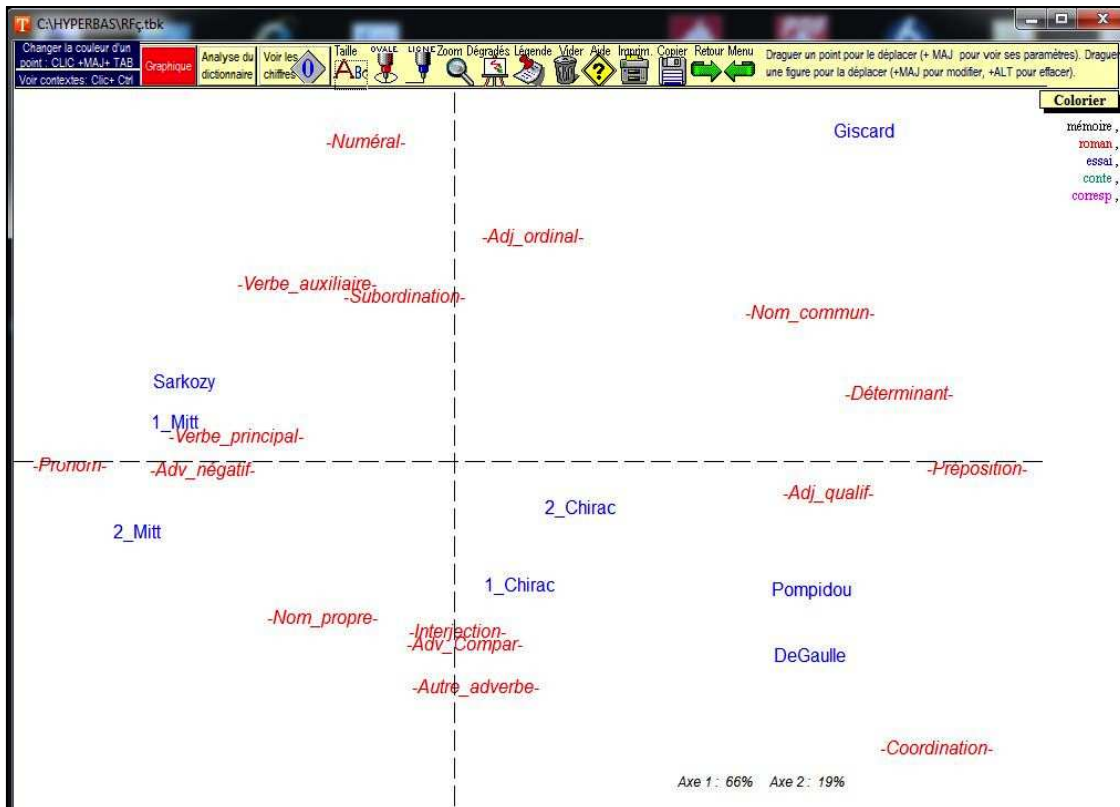 C:\HYPERBAS\RFç.tbk
Changer la couleur d'un
point : CLIC +MAJ+ TAB
Voir contextes: Clic+ Ctrl
Graphique
Analyse du
dictionnaire
Voir les
chiffres
0
Taille
ABC
OVALE
LIGNE
Zoom
Dégradés
Légende
Vider
Aide
?
Imprim.
Copier
Retour
Menu
Draguer un point pour le déplacer (+ MAJ pour voir ses paramètres). Draguer
une figure pour la déplacer (+MAJ pour modifier, +ALT pour effacer).
Colorier
mémoire ,
roman ,
essai ,
conte ,
corresp ,
Giscard
-Numéral-
-Adj_ordinal-
-Verbe_auxiliaire-
-Subordination-
-Nom_commun-
Sarkozy
-Déterminant-
1_Mitt
-Verbe_principal-
-Pronom-
-Adv_négatif-
-Préposition-
-Adj_qualif-
2_Chirac
2_Mitt
1_Chirac
Pompidou
-Nom_propre-
-Interjection-
-Adv_Compar-
DeGaulle
-Autre_adverbe-
-Coordination-
Axe 1 : 66% Axe 2 : 19%